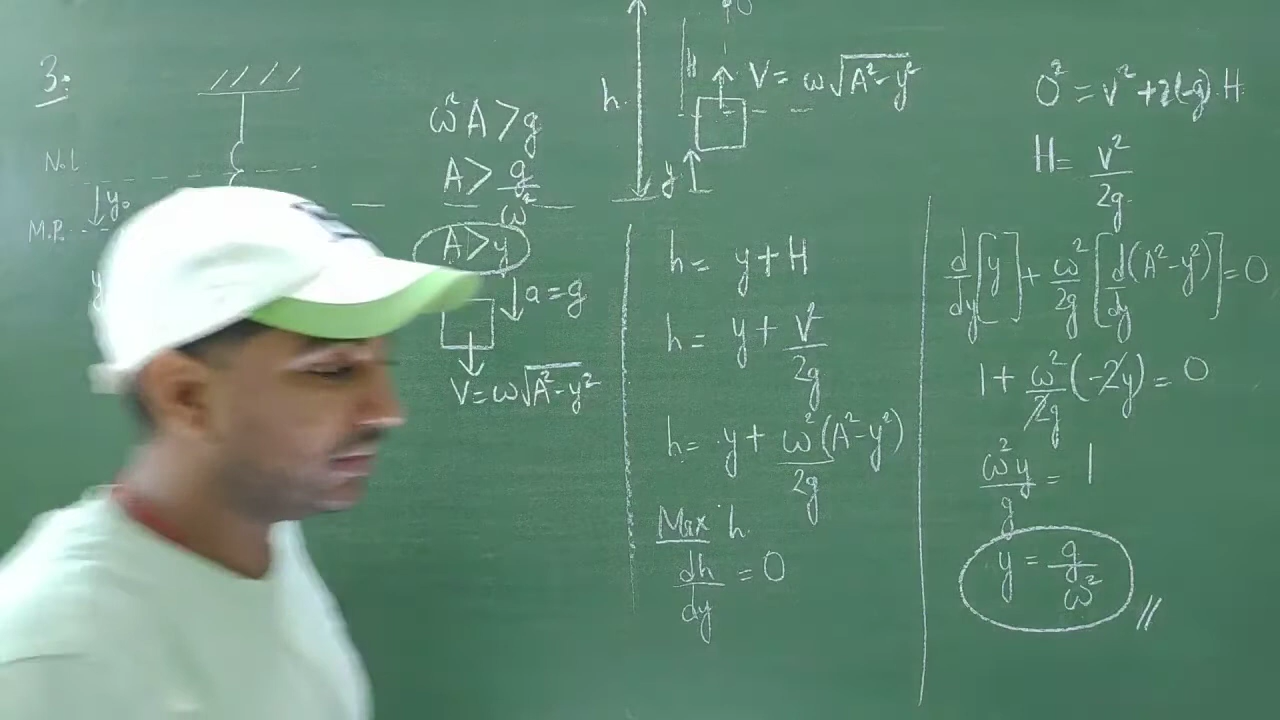 3:
N.L
y₀
M.P.
y
ω²A > g
A > g/ω²
A > y
a = g
V = ω√(A²-y²)
h
H
V = ω√(A²-y²)
y
h = y + H
h = y + v²/2g
h = y + ω²(A²-y²)/2g
Max h
dh/dy = 0
0² = v² + 2(-g) H
H = v²/2g
d/dy [y] + ω²/2g [d/dy (A²-y²)] = 0
1 + ω²/2g (-2y) = 0
ω²y/g = 1
y = g/ω² //